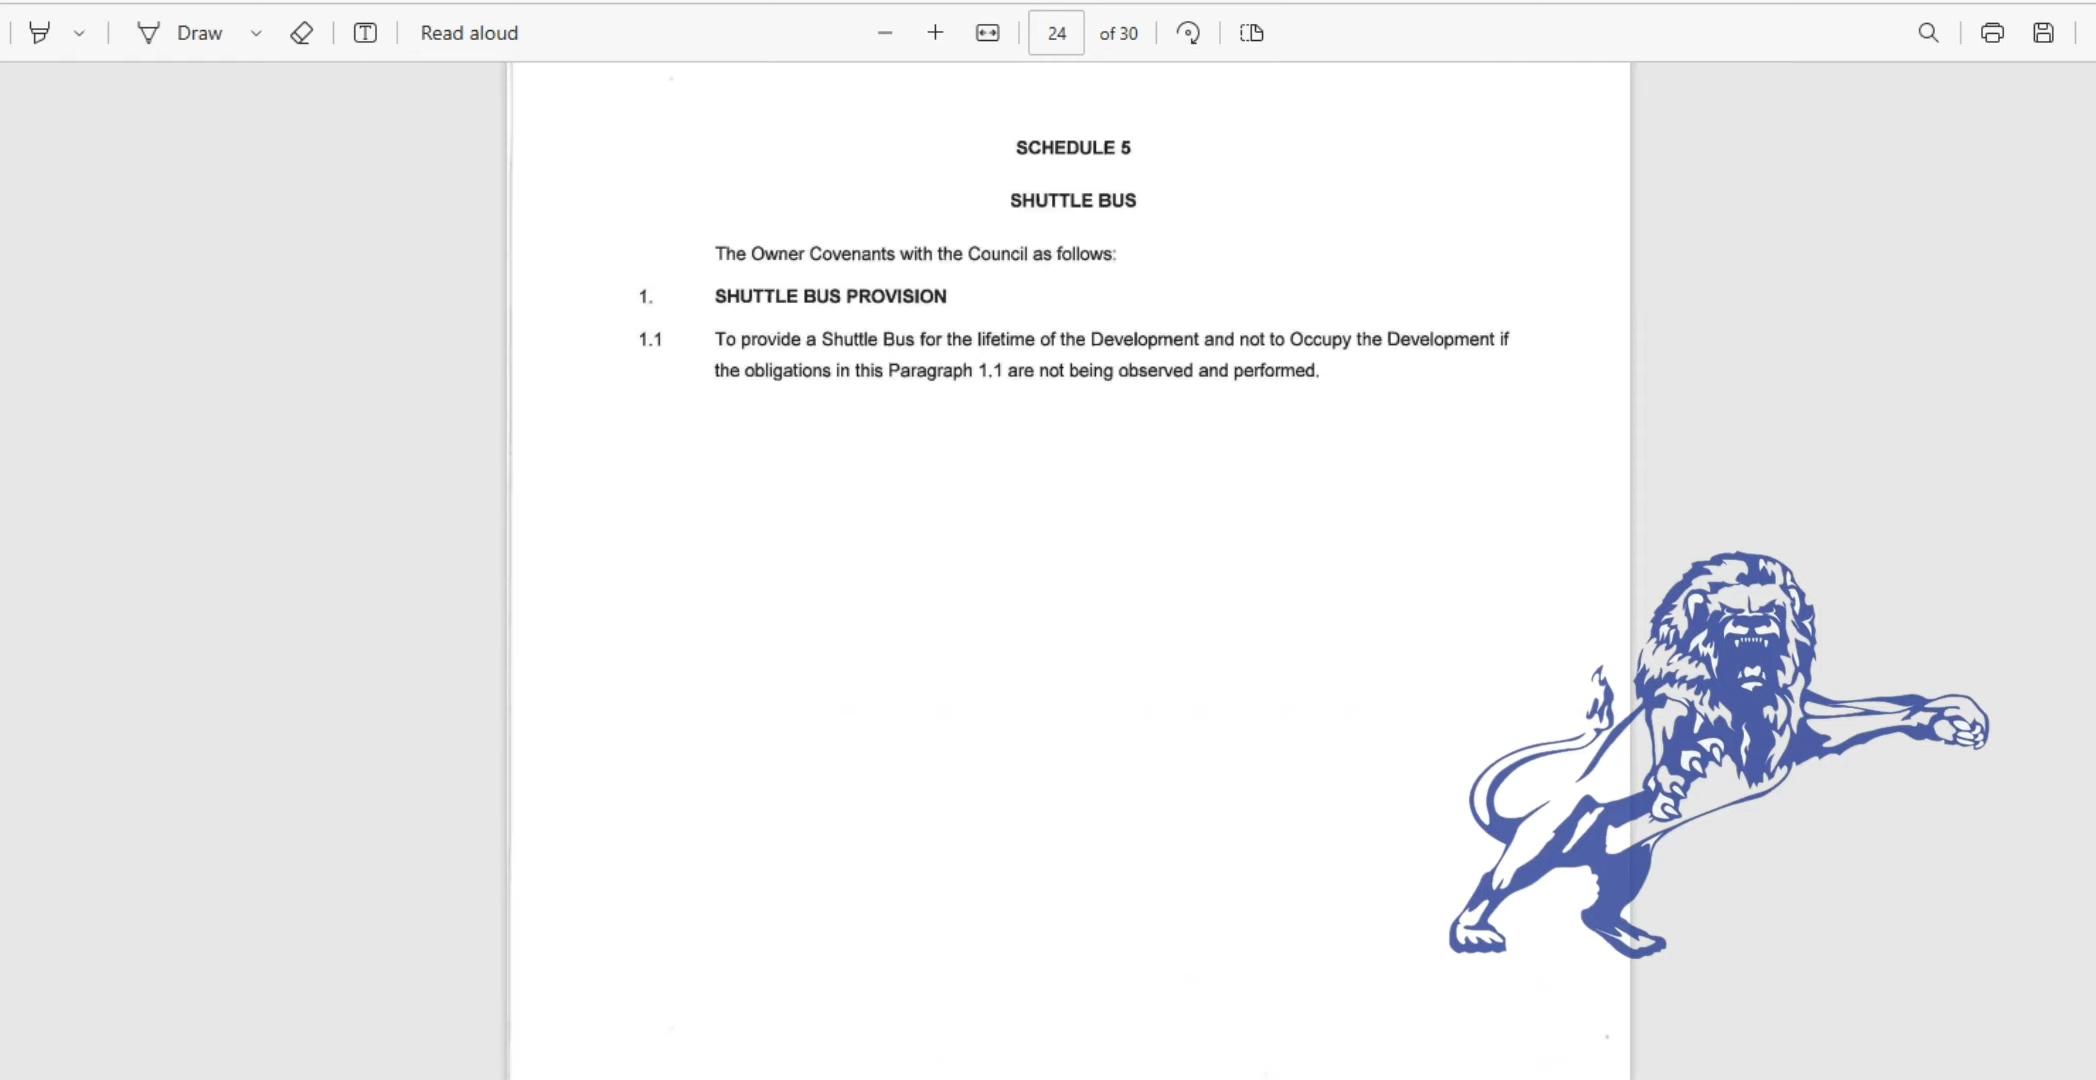 Draw
Read aloud
24 of 30
SCHEDULE 5
SHUTTLE BUS
The Owner Covenants with the Council as follows:
1. SHUTTLE BUS PROVISION
1.1 To provide a Shuttle Bus for the lifetime of the Development and not to Occupy the Development if
the obligations in this Paragraph 1.1 are not being observed and performed.